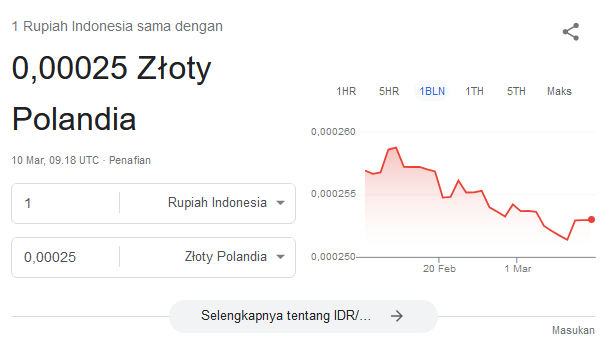 1 Rupiah Indonesia sama dengan
0,00025 Złoty
Polandia
10 Mar, 09.18 UTC · Penafian
1 Rupiah Indonesia
0,00025 Złoty Polandia
1HR 5HR 1BLN 1TH 5TH Maks
0,000260
0,000255
0,000250
20 Feb 1 Mar
Selengkapnya tentang IDR/...
Masukan